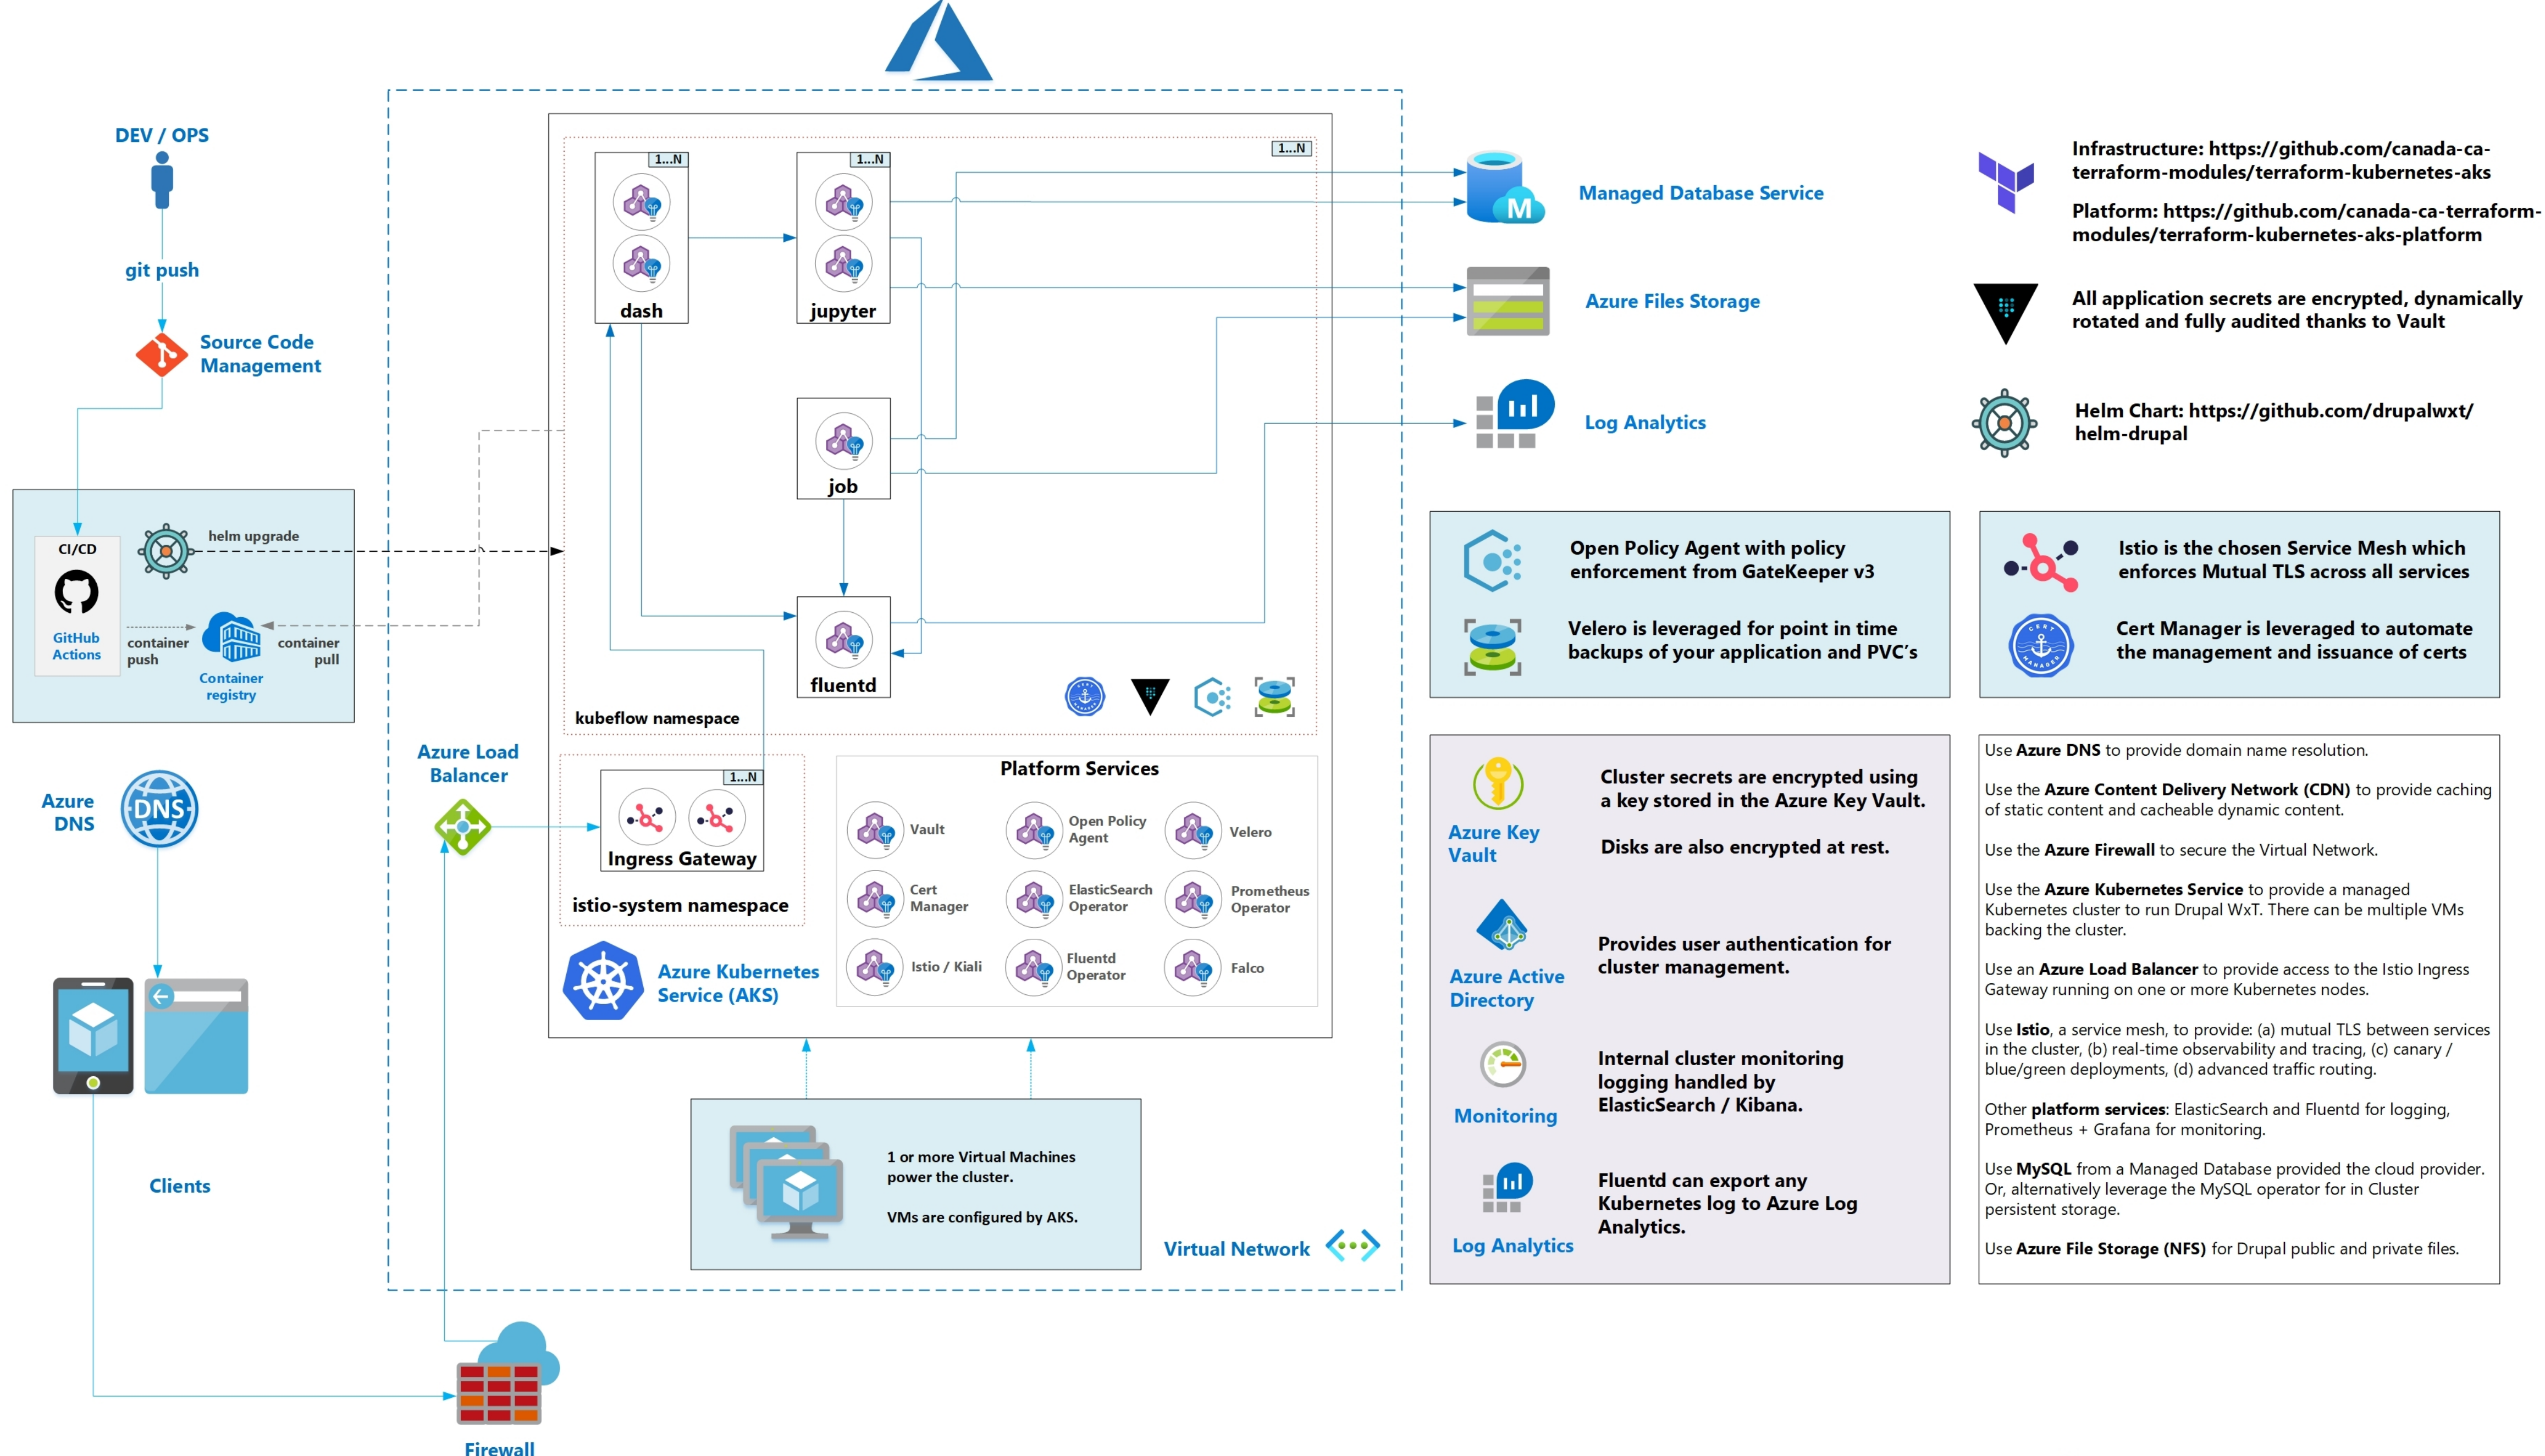 DEV / OPS
git push
Source Code
Management
CI/CD
GitHub
Actions
helm upgrade
container
push
container
pull
Container
registry
Azure
DNS
DNS
Clients
Firewall
Azure Load
Balancer
1...N
1...N
1...N
dash
jupyter
job
fluentd
kubeflow namespace
1...N
Ingress Gateway
istio-system namespace
Azure Kubernetes
Service (AKS)
Platform Services
Vault
Open Policy
Agent
Velero
Cert
Manager
ElasticSearch
Operator
Prometheus
Operator
Istio / Kiali
Fluentd
Operator
Falco
1 or more Virtual Machines
power the cluster.
VMs are configured by AKS.
Virtual Network
M
Managed Database Service
Azure Files Storage
Log Analytics
Infrastructure: https://github.com/canada-ca-
terraform-modules/terraform-kubernetes-aks
Platform: https://github.com/canada-ca-terraform-
modules/terraform-kubernetes-aks-platform
All application secrets are encrypted, dynamically
rotated and fully audited thanks to Vault
Helm Chart: https://github.com/drupalwxt/
helm-drupal
Open Policy Agent with policy
enforcement from GateKeeper v3
Velero is leveraged for point in time
backups of your application and PVC’s
Istio is the chosen Service Mesh which
enforces Mutual TLS across all services
CERT
MANAGER
Cert Manager is leveraged to automate
the management and issuance of certs
Azure Key
Vault
Cluster secrets are encrypted using
a key stored in the Azure Key Vault.
Disks are also encrypted at rest.
Azure Active
Directory
Provides user authentication for
cluster management.
Monitoring
Internal cluster monitoring
logging handled by
ElasticSearch / Kibana.
Log Analytics
Fluentd can export any
Kubernetes log to Azure Log
Analytics.
Use Azure DNS to provide domain name resolution.
Use the Azure Content Delivery Network (CDN) to provide caching
of static content and cacheable dynamic content.
Use the Azure Firewall to secure the Virtual Network.
Use the Azure Kubernetes Service to provide a managed
Kubernetes cluster to run Drupal WxT. There can be multiple VMs
backing the cluster.
Use an Azure Load Balancer to provide access to the Istio Ingress
Gateway running on one or more Kubernetes nodes.
Use Istio, a service mesh, to provide: (a) mutual TLS between services
in the cluster, (b) real-time observability and tracing, (c) canary /
blue/green deployments, (d) advanced traffic routing.
Other platform services: ElasticSearch and Fluentd for logging,
Prometheus + Grafana for monitoring.
Use MySQL from a Managed Database provided the cloud provider.
Or, alternatively leverage the MySQL operator for in Cluster
persistent storage.
Use Azure File Storage (NFS) for Drupal public and private files.